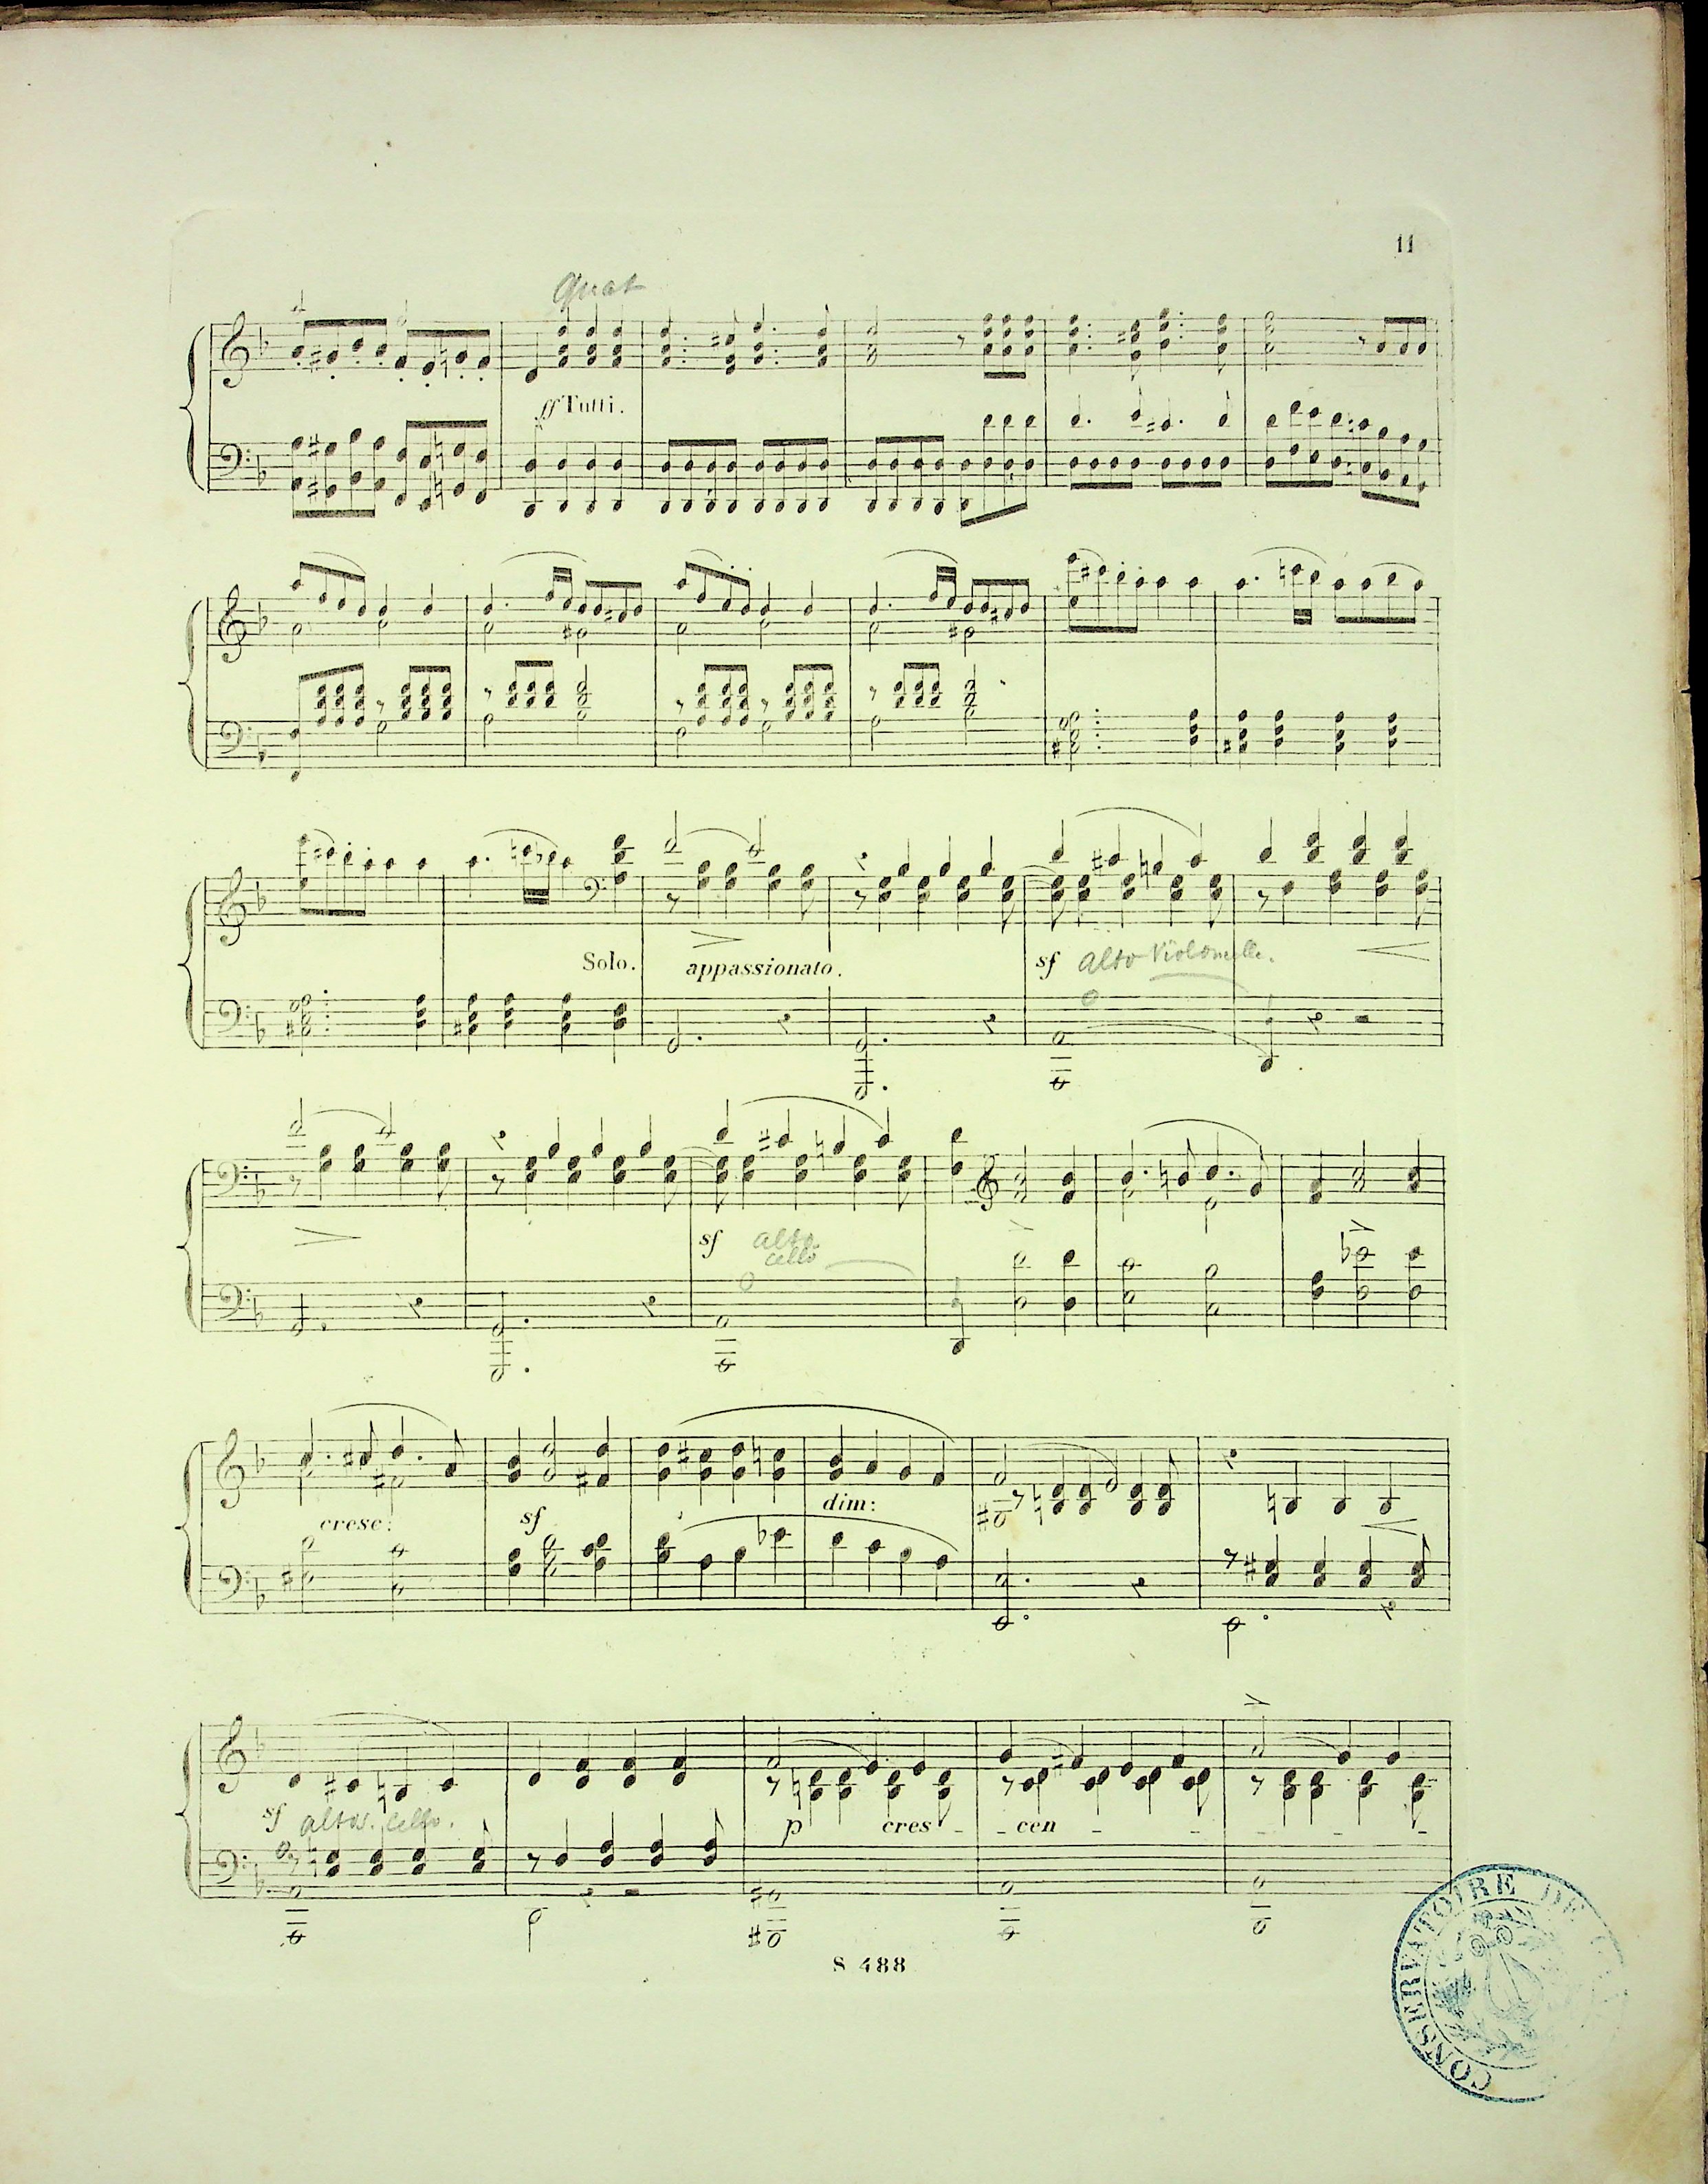 11
Quat
ff Tutti.
Solo. appassionato. sf alto Violoncelle.
sf alto
cello
cresc: sf dim:
sf altos. cello. p cres - - cen - - - - - -
S 488
CONSERVATOIRE DE